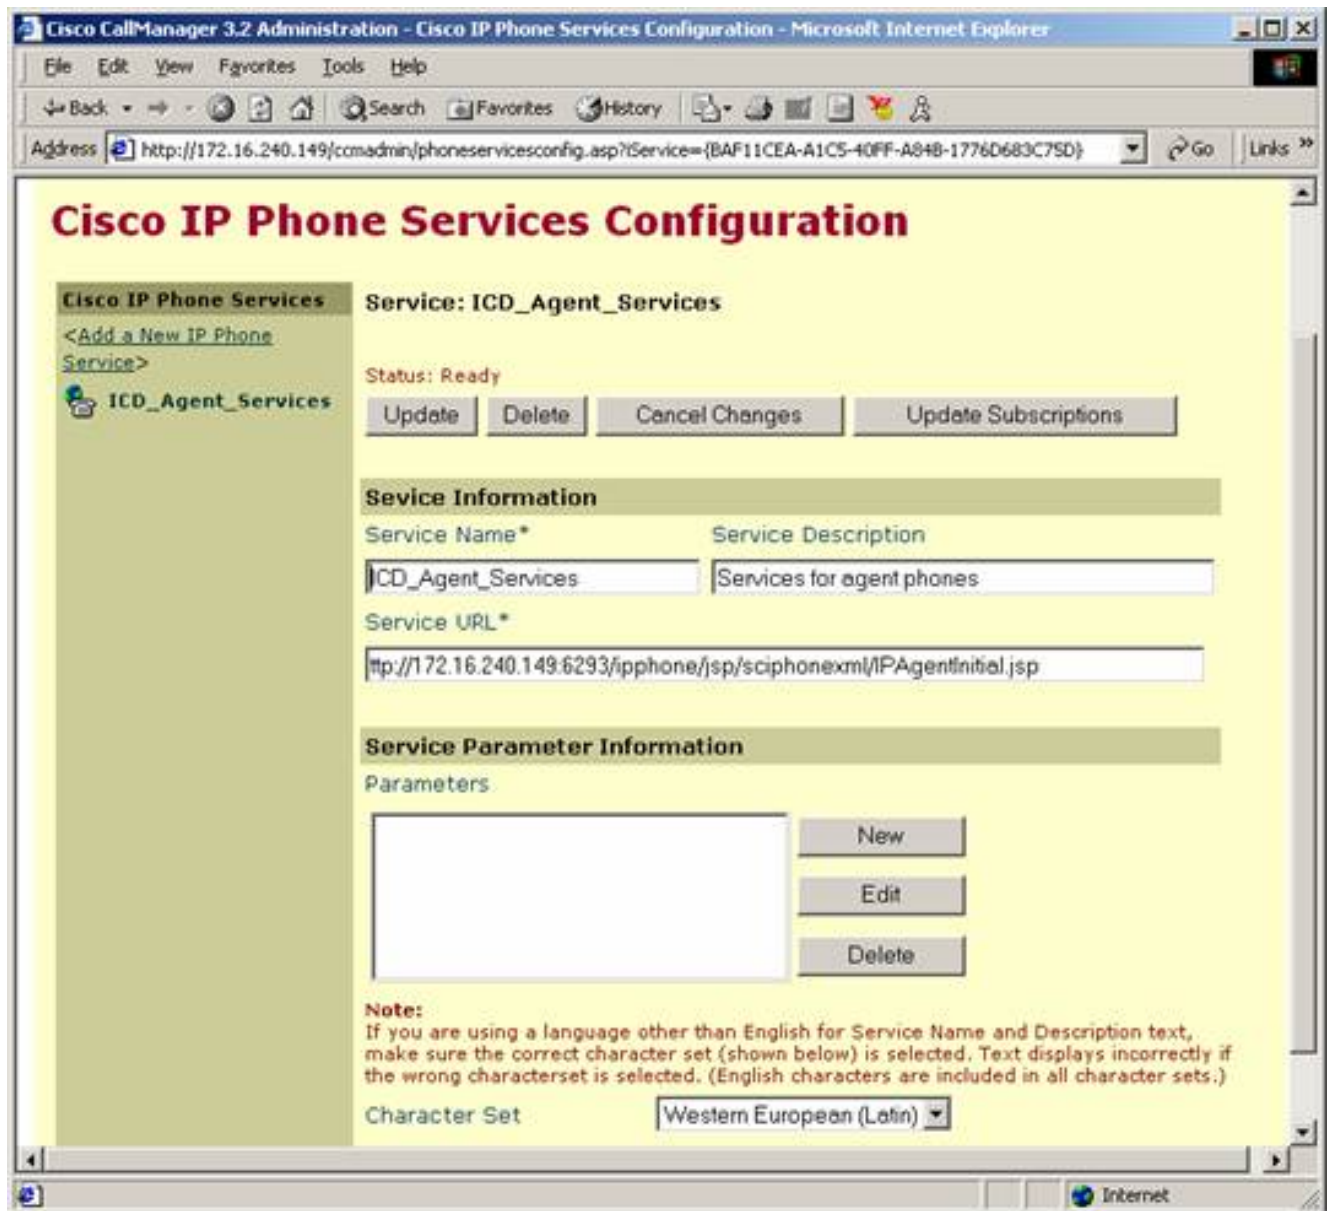 Cisco CallManager 3.2 Administration - Cisco IP Phone Services Configuration - Microsoft Internet Explorer
File Edit View Favorites Tools Help
Back Search Favorites History
Address http://172.16.240.149/ccmadmin/phoneservicesconfig.asp?iService={BAF11CEA-A1C5-40FF-A848-1776D683C75D} Go Links »
Cisco IP Phone Services Configuration
Cisco IP Phone Services
<Add a New IP Phone
Service>
ICD_Agent_Services
Service: ICD_Agent_Services
Status: Ready
Update Delete Cancel Changes Update Subscriptions
Sevice Information
Service Name* Service Description
ICD_Agent_Services Services for agent phones
Service URL*
ttp://172.16.240.149:6293/ipphone/jsp/sciphonexml/IPAgentInitial.jsp
Service Parameter Information
Parameters
New
Edit
Delete
Note:
If you are using a language other than English for Service Name and Description text,
make sure the correct character set (shown below) is selected. Text displays incorrectly if
the wrong characterset is selected. (English characters are included in all character sets.)
Character Set Western European (Latin)
Internet